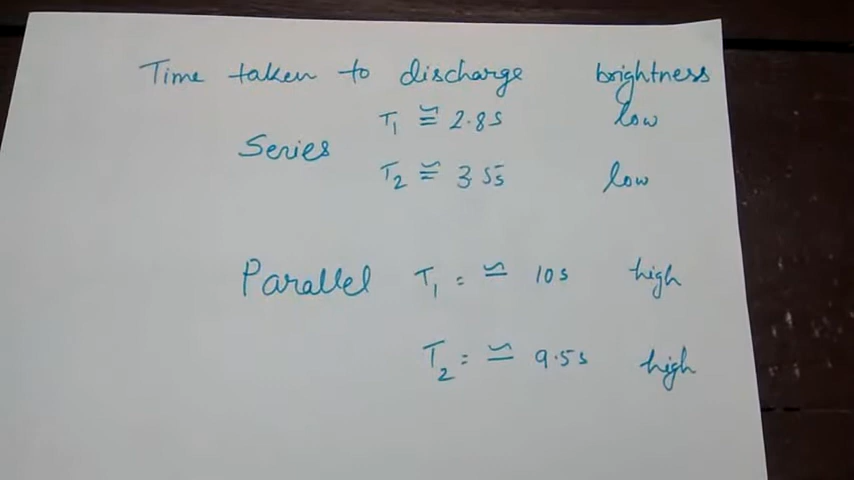 Time taken to discharge brightness
T1 ≅ 2.8s low
Series
T2 ≅ 3.5s low
Parallel T1 = ≃ 10s high
T2 = ≃ 9.5s high